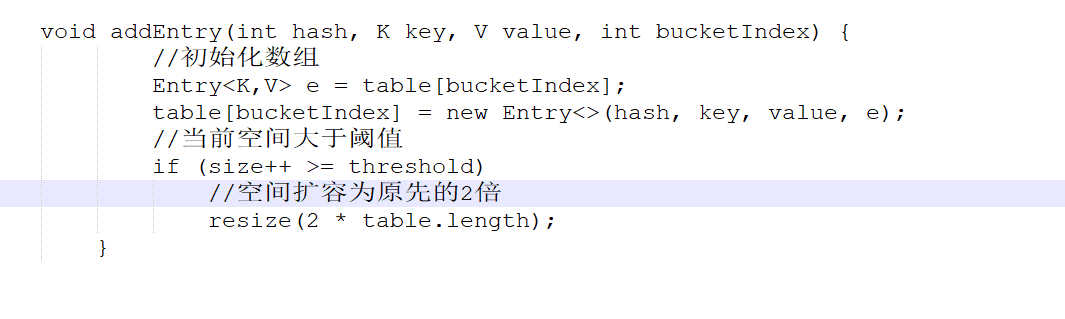 void addEntry(int hash, K key, V value, int bucketIndex) {
//初始化数组
Entry<K,V> e = table[bucketIndex];
table[bucketIndex] = new Entry<>(hash, key, value, e);
//当前空间大于阈值
if (size++ >= threshold)
//空间扩容为原先的2倍
resize(2 * table.length);
}